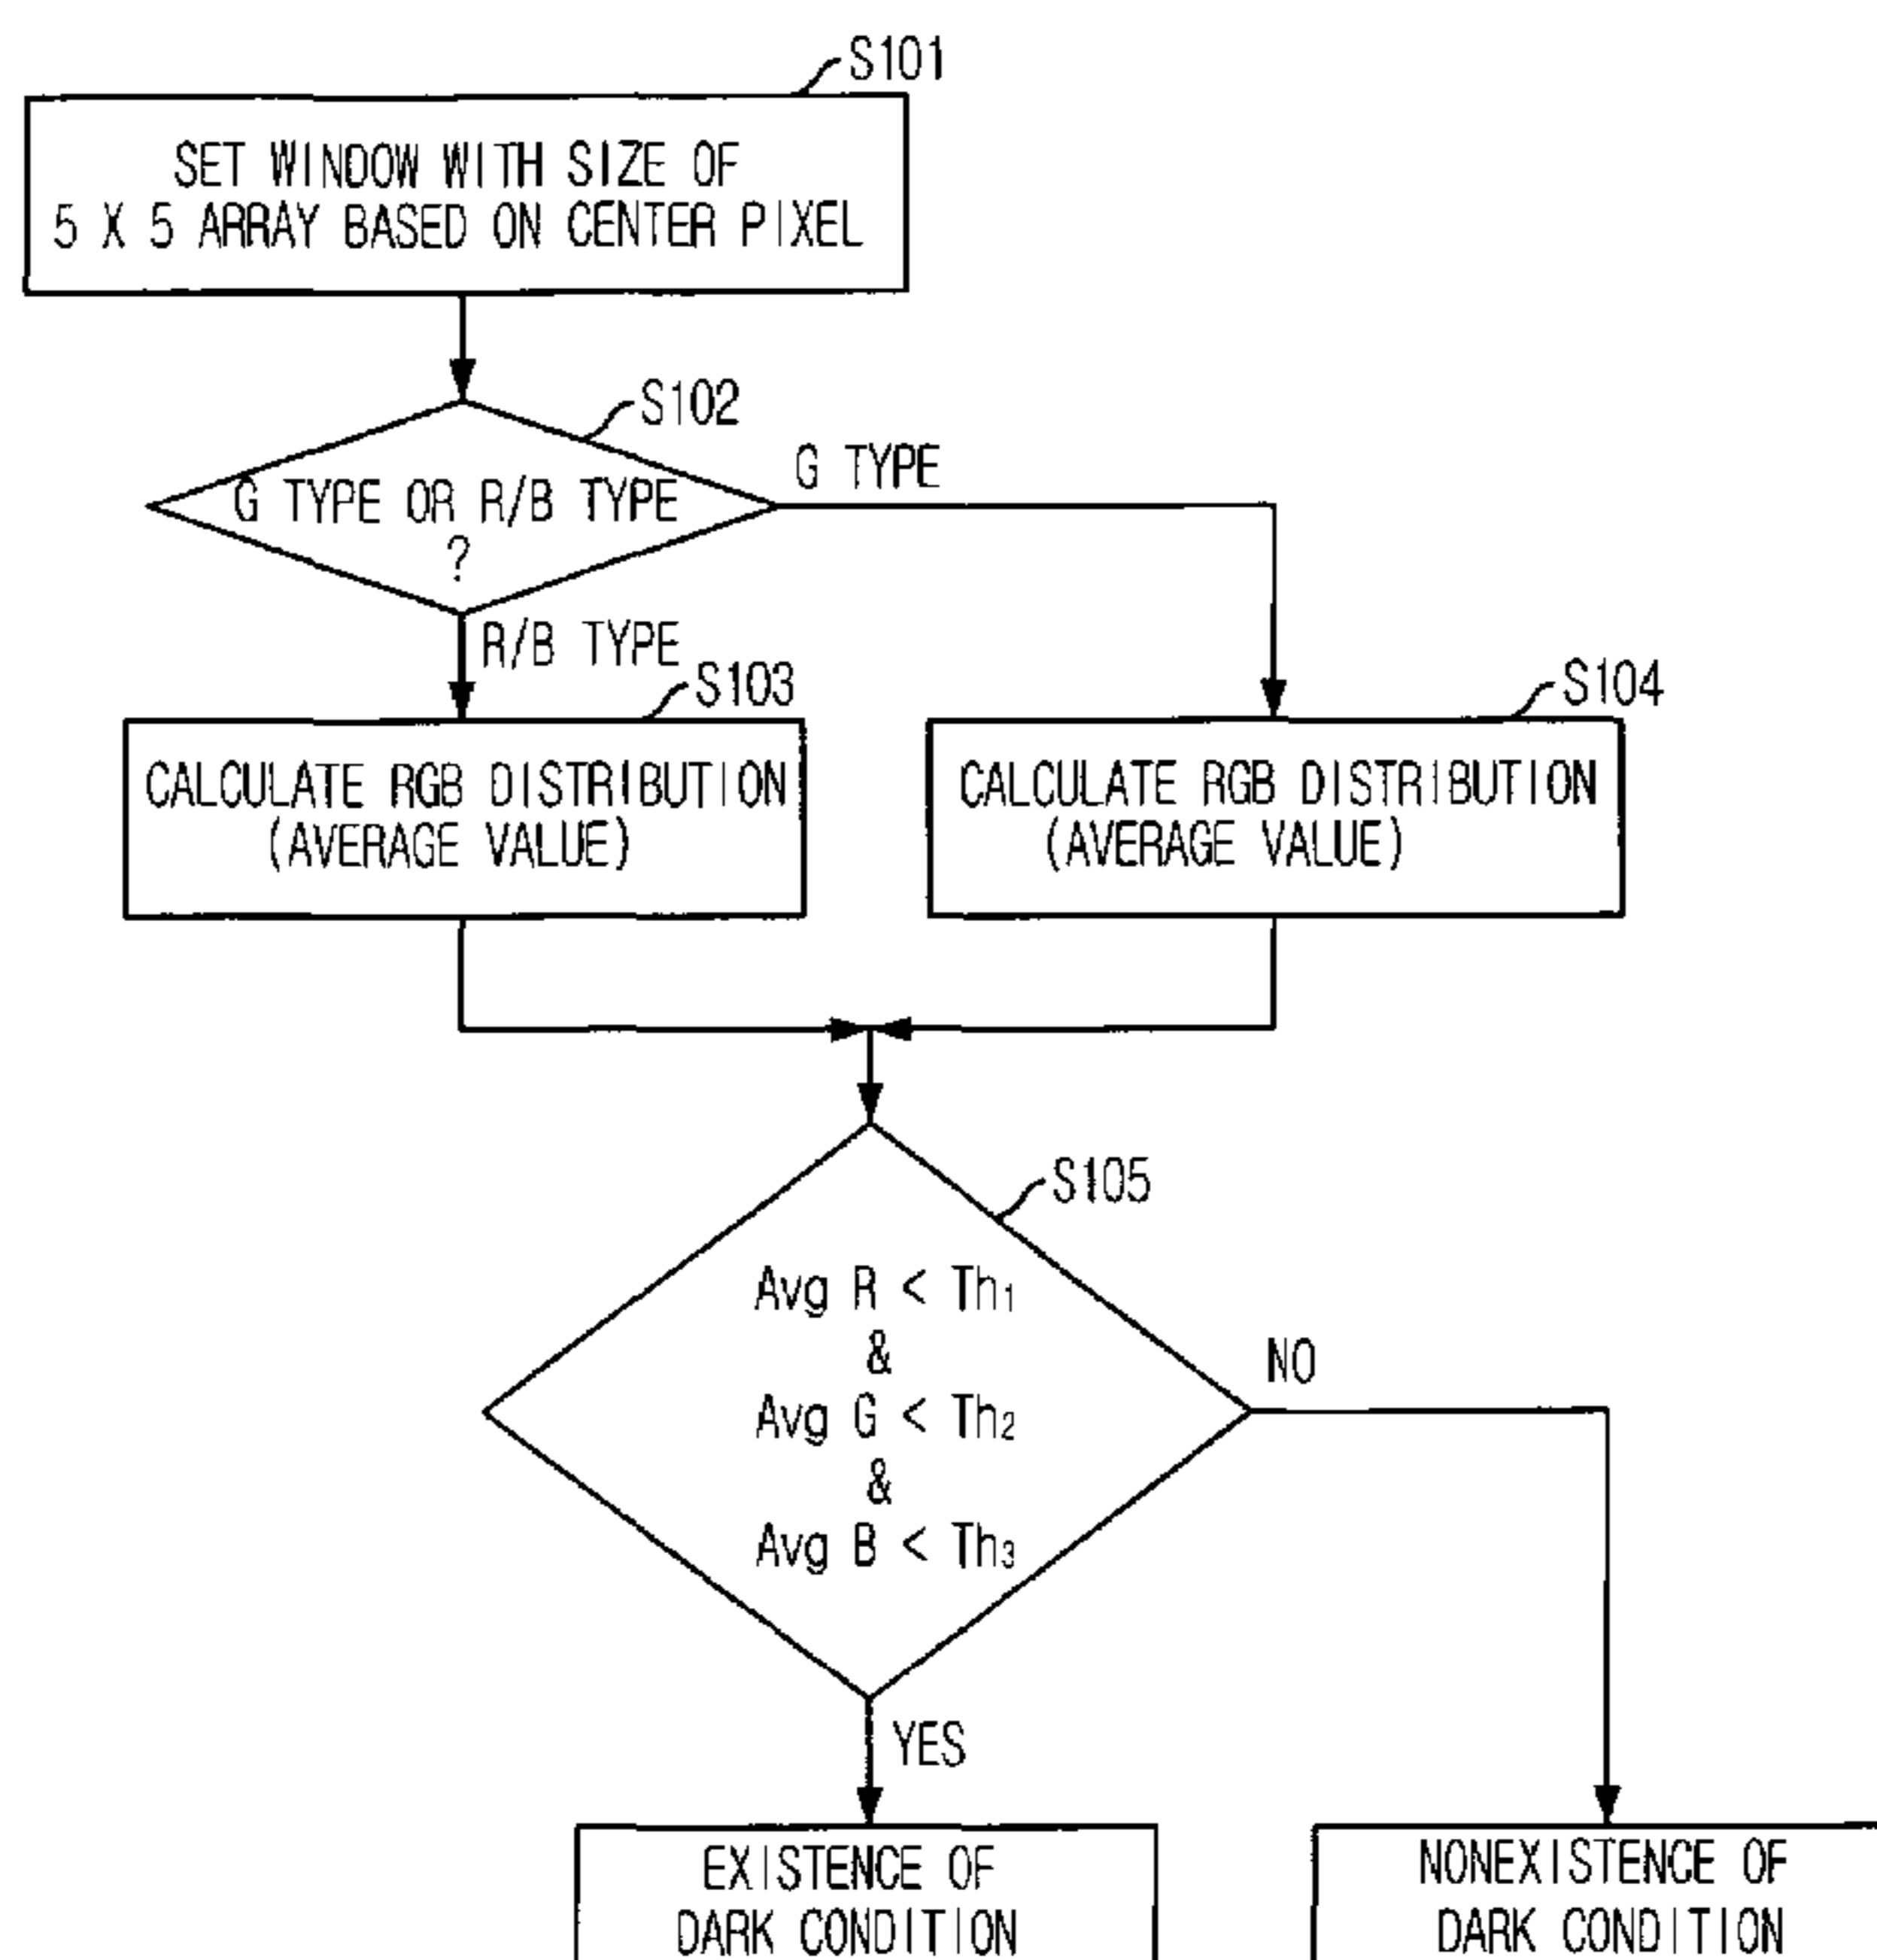 S101
SET WINDOW WITH SIZE OF
5 X 5 ARRAY BASED ON CENTER PIXEL
S102
G TYPE
G TYPE OR R/B TYPE
?
R/B TYPE
S103
S104
CALCULATE RGB DISTRIBUTION
(AVERAGE VALUE)
CALCULATE RGB DISTRIBUTION
(AVERAGE VALUE)
S105
Avg R < Th₁
&
Avg G < Th₂
&
Avg B < Th₃
NO
YES
EXISTENCE OF
DARK CONDITION
NONEXISTENCE OF
DARK CONDITION